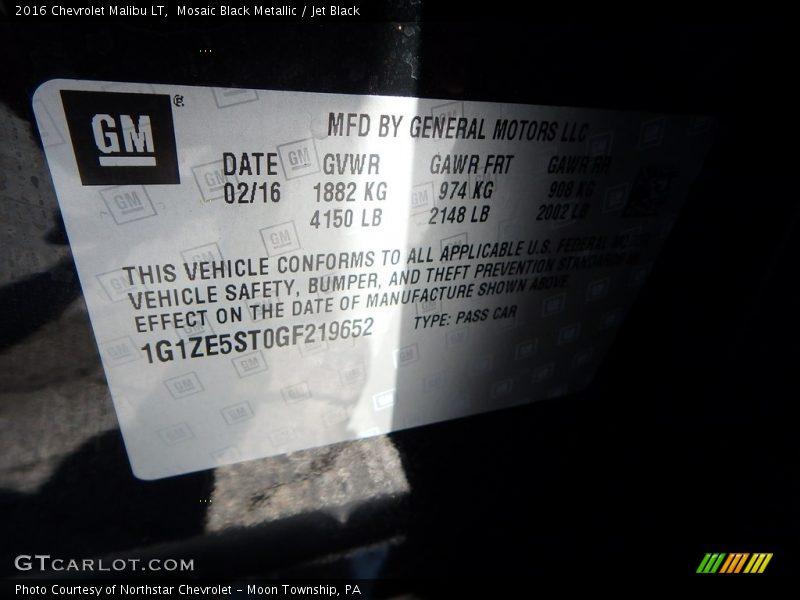 2016 Chevrolet Malibu LT,  Mosaic Black Metallic / Jet Black
GM
MFD BY GENERAL MOTORS LLC
DATE GVWR GAWR FRT GAWR RR
02/16 1882 KG 974 KG 908 KG
4150 LB 2148 LB 2002 LB
THIS VEHICLE CONFORMS TO ALL APPLICABLE U.S. FEDERAL MOTOR
VEHICLE SAFETY, BUMPER, AND THEFT PREVENTION STANDARDS IN
EFFECT ON THE DATE OF MANUFACTURE SHOWN ABOVE.
1G1ZE5ST0GF219652 TYPE: PASS CAR
GTCARLOT.COM
Photo Courtesy of Northstar Chevrolet - Moon Township, PA